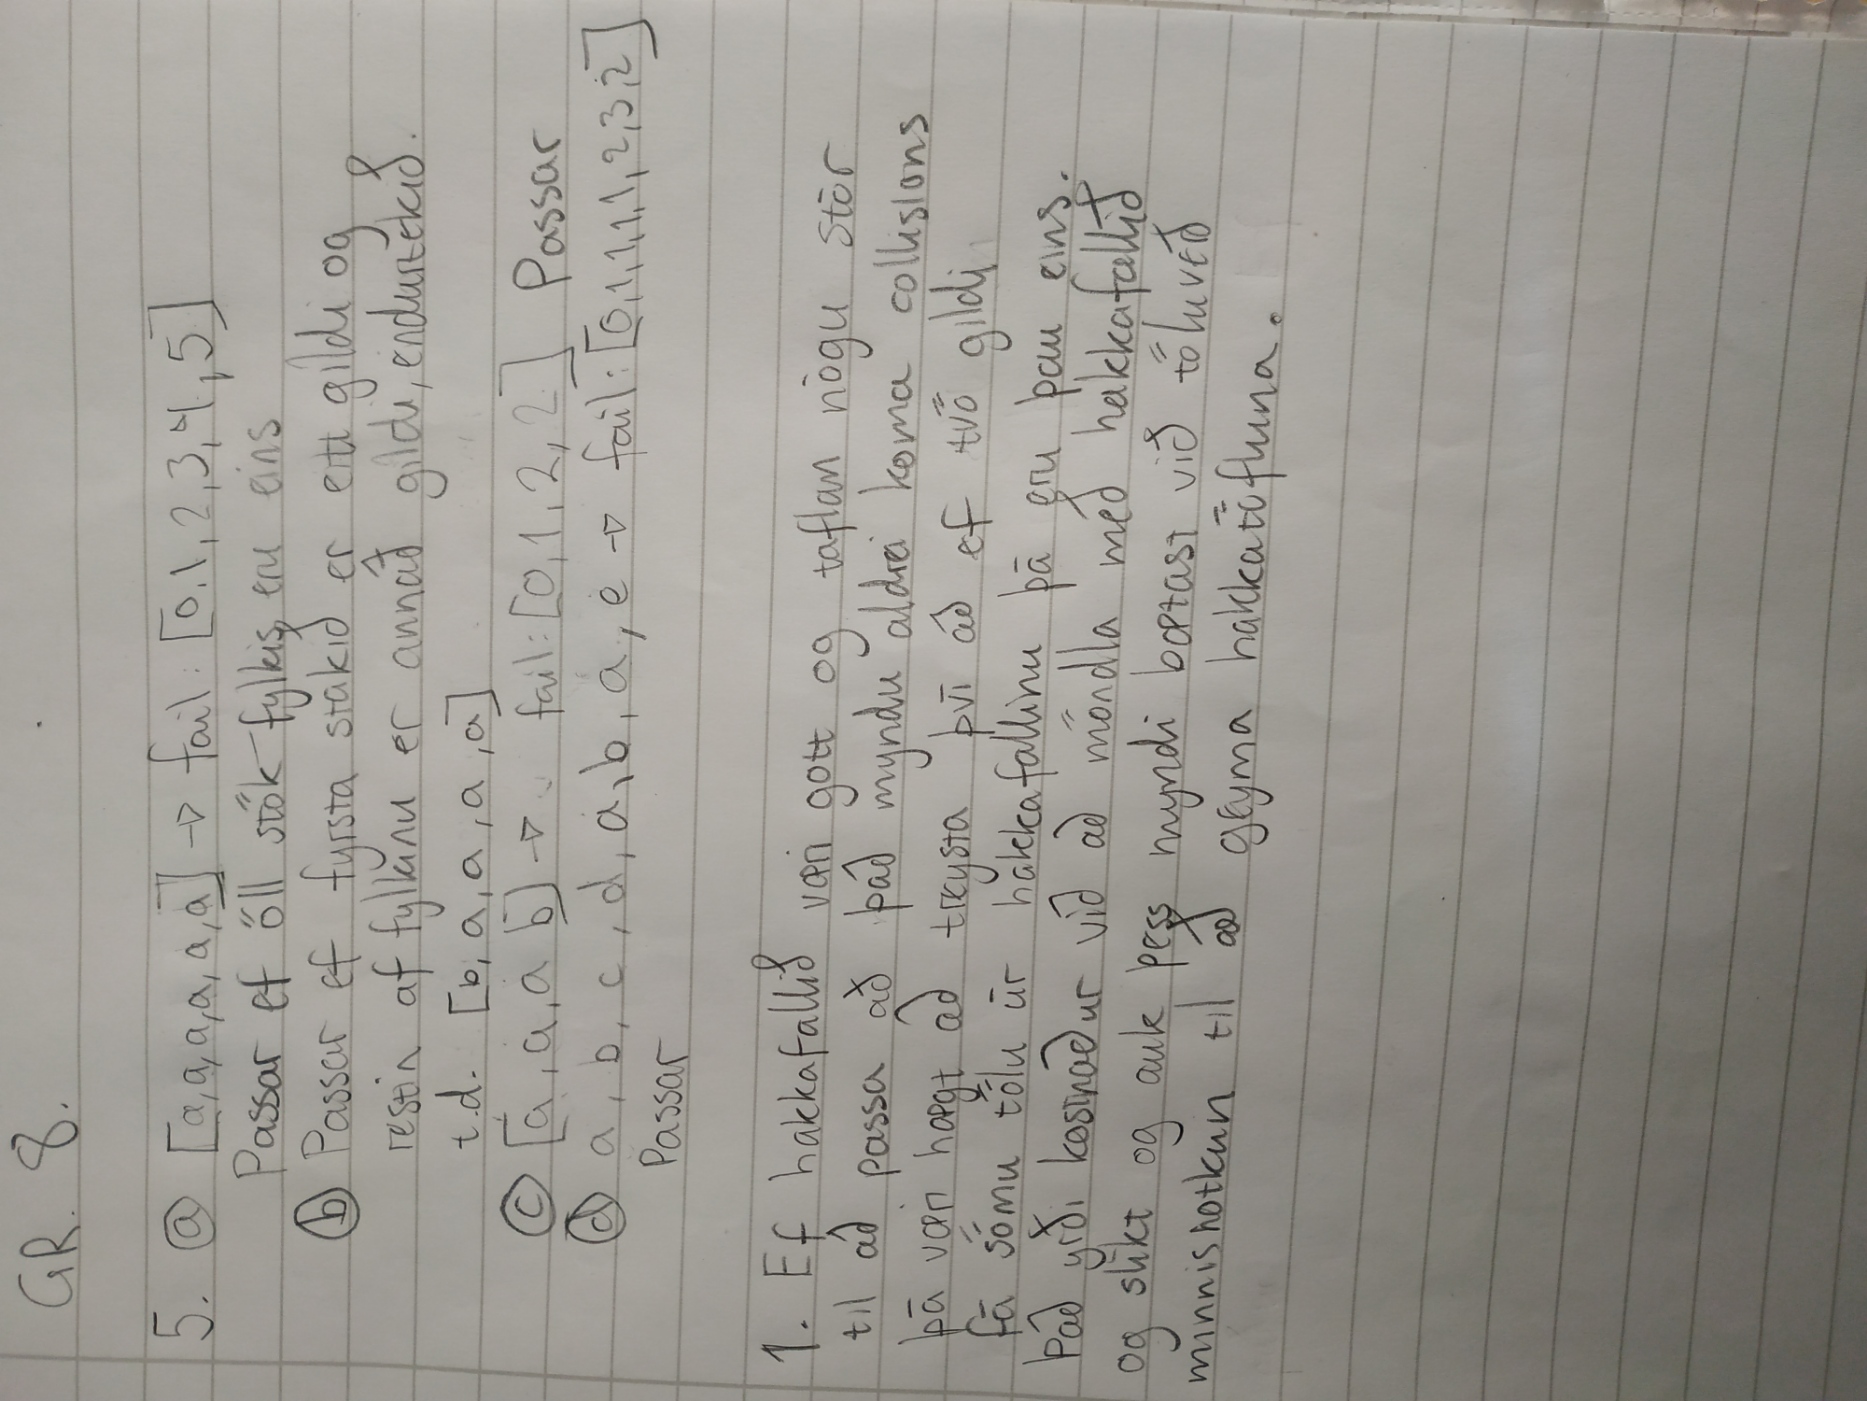 GR. 8.
5. ⓐ [a,a,a,a,a,a] → fail: [0,1,2,3,4,5]
Passar ef öll stök fylkis eru eins
ⓑ Passar ef fyrsta stakið er eitt gildi og
restin af fylkinu er annað gildi, endurtekið.
t.d. [b,a,a,a,a]
ⓒ [a,a,a b] → fail: [0,1,2,2] Passar
ⓓ a, b, c, d, a, b, a, e → fail: [0,1,1,1,1,2,3,2]
Passar
1. Ef hakkafallið væri gott og taflan nógu stór
til að passa að það myndu aldrei koma collisions
þá væri hægt að treysta því að ef tvö gildi
fá sömu tölu úr hakkafallinu þá eru þau eins.
Það yrði kostnaður við að möndla með hakkafallið
og slíkt og auk þess myndi bætast við töluverð
minnisnotkun til að geyma hakkatöfluna.